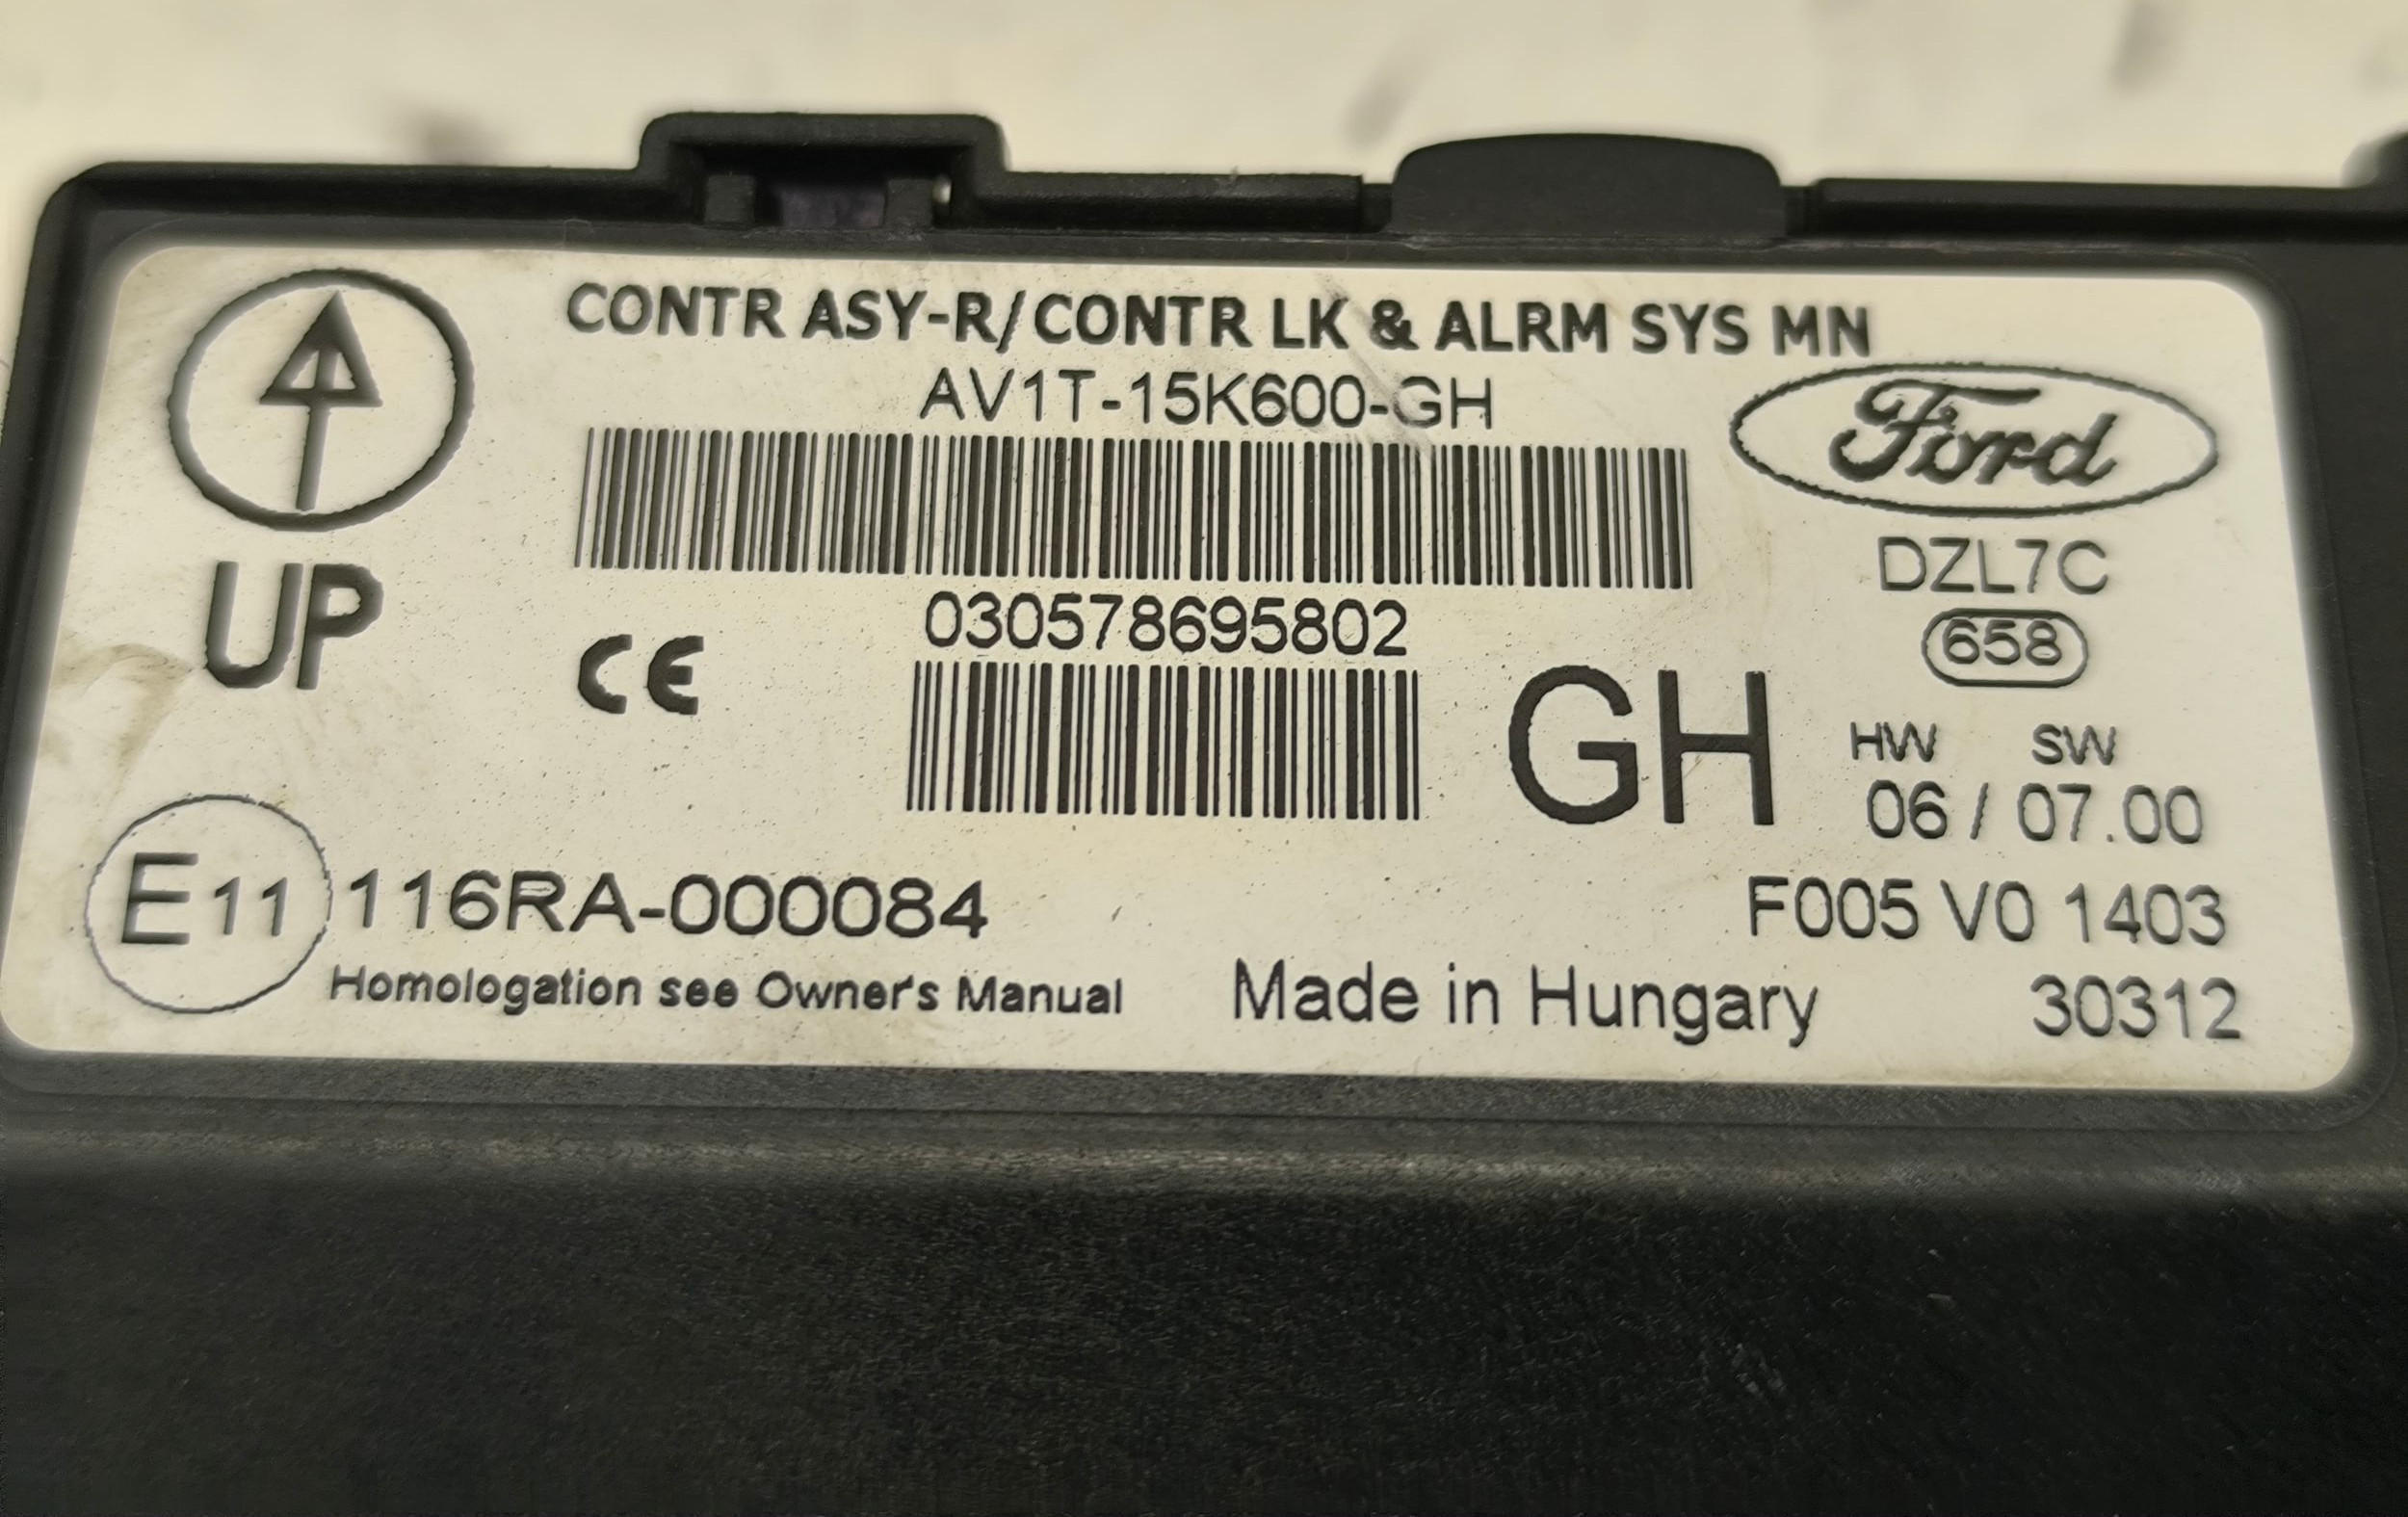 CONTR ASY-R/CONTR LK & ALRM SYS MN
AV1T-15K600-GH
Ford
UP
DZL7C
030578695802
658
CE
GH
HW SW
06 / 07.00
E11 116RA-000084
F005 V0 1403
Homologation see Owner's Manual
Made in Hungary
30312